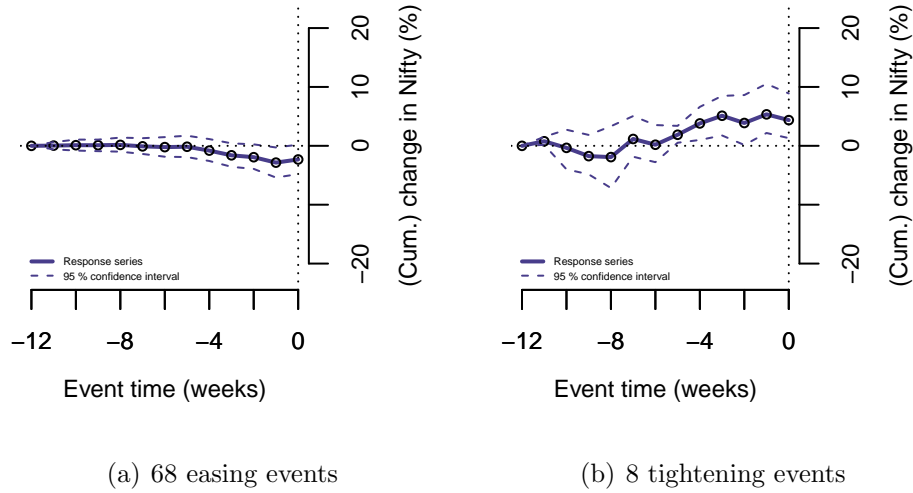 20
10
0
−20
(Cum.) change in Nifty (%)
Response series
95 % confidence interval
−12
−8
−4
0
Event time (weeks)
(a) 68 easing events
20
10
0
−20
(Cum.) change in Nifty (%)
Response series
95 % confidence interval
−12
−8
−4
0
Event time (weeks)
(b) 8 tightening events